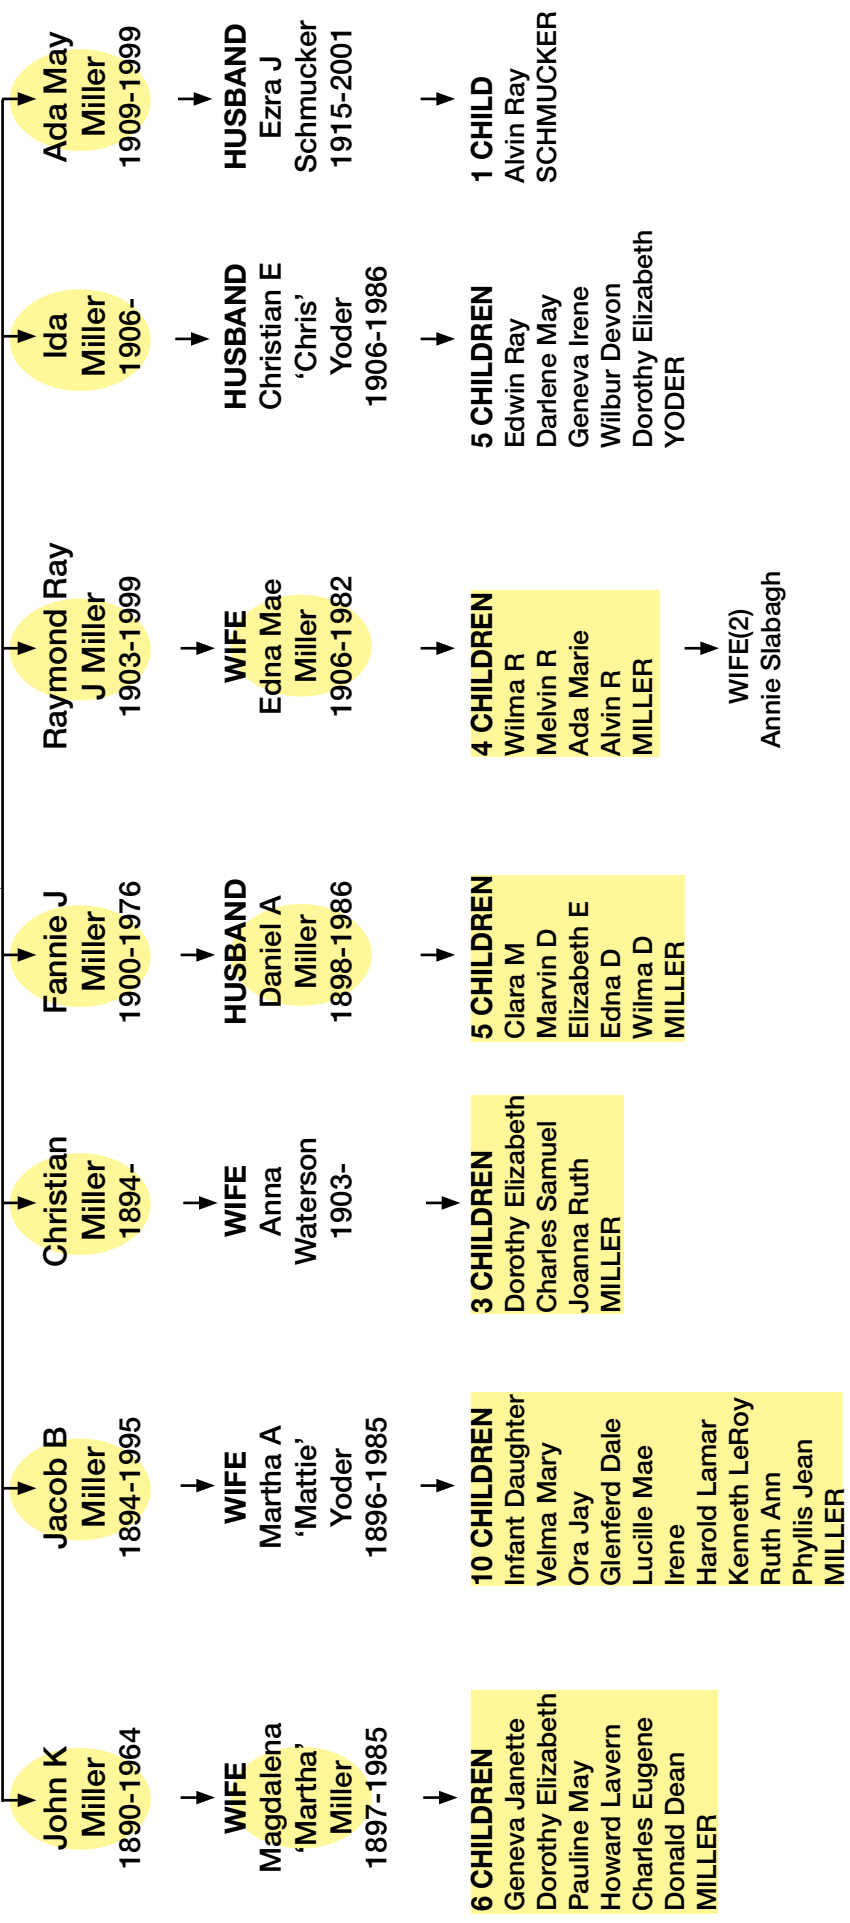 John K
Miller
1890-1964
WIFE
Magdalena
‘Martha’
Miller
1897-1985
6 CHILDREN
Geneva Janette
Dorothy Elizabeth
Pauline May
Howard Lavern
Charles Eugene
Donald Dean
MILLER
Jacob B
Miller
1894-1995
WIFE
Martha A
‘Mattie’
Yoder
1896-1985
10 CHILDREN
Infant Daughter
Velma Mary
Ora Jay
Glenferd Dale
Lucille Mae
Irene
Harold Lamar
Kenneth LeRoy
Ruth Ann
Phyllis Jean
MILLER
Christian
Miller
1894-
WIFE
Anna
Waterson
1903-
3 CHILDREN
Dorothy Elizabeth
Charles Samuel
Joanna Ruth
MILLER
Fannie J
Miller
1900-1976
HUSBAND
Daniel A
Miller
1898-1986
5 CHILDREN
Clara M
Marvin D
Elizabeth E
Edna D
Wilma D
MILLER
Raymond Ray
J Miller
1903-1999
WIFE
Edna Mae
Miller
1906-1982
4 CHILDREN
Wilma R
Melvin R
Ada Marie
Alvin R
MILLER
WIFE(2)
Annie Slabagh
Ida
Miller
1906-
HUSBAND
Christian E
‘Chris’
Yoder
1906-1986
5 CHILDREN
Edwin Ray
Darlene May
Geneva Irene
Wilbur Devon
Dorothy Elizabeth
YODER
Ada May
Miller
1909-1999
HUSBAND
Ezra J
Schmucker
1915-2001
1 CHILD
Alvin Ray
SCHMUCKER